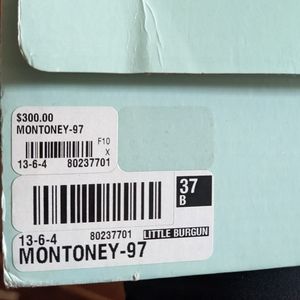 $300.00
MONTONEY-97
F10
X
13-6-4 80237701
37
B
13-6-4 80237701 LITTLE BURGUN
MONTONEY-97